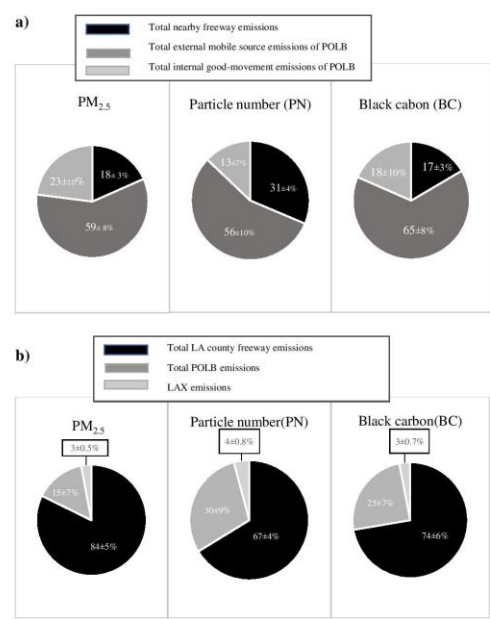 a)
Total nearby freeway emissions
Total external mobile source emissions of POLB
Total internal good-movement emissions of POLB
PM2.5
Particle number (PN)
Black cabon (BC)
23±10%
18± 3%
59± 8%
13±7%
31±4%
56±10%
18±10%
17±3%
65±8%
b)
Total LA county freeway emissions
Total POLB emissions
LAX emissions
PM2.5
Particle number(PN)
Black carbon(BC)
3±0.5%
15±7%
84±5%
4±0.8%
30±9%
67±4%
3±0.7%
25±7%
74±6%